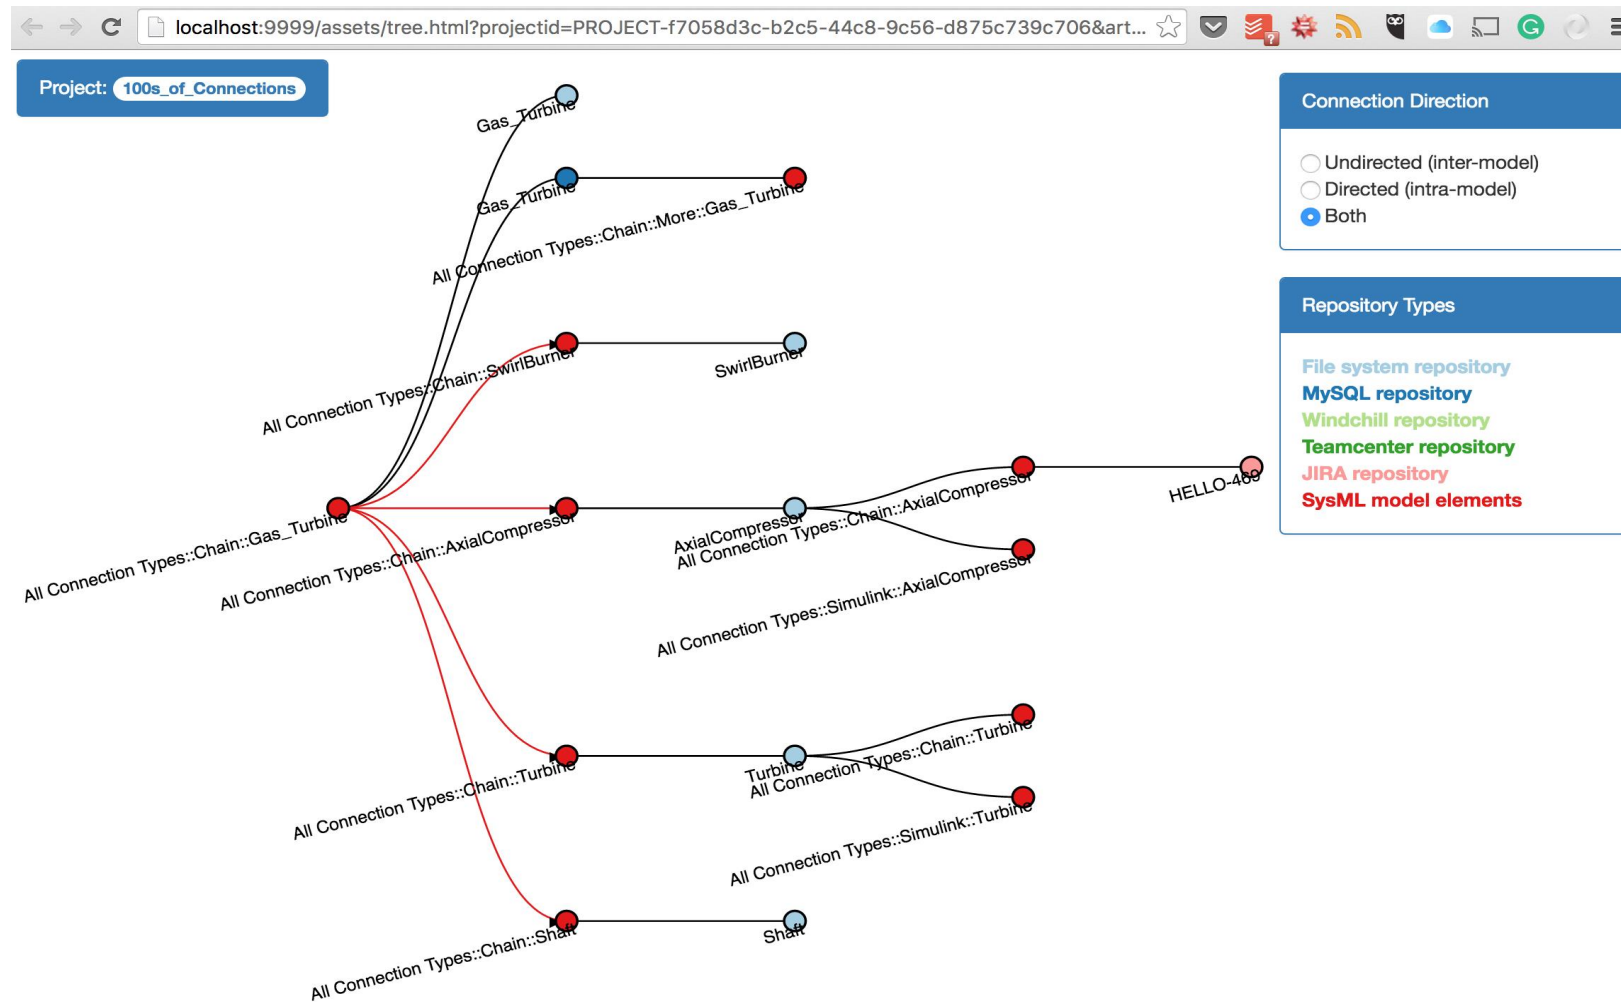 localhost:9999/assets/tree.html?projectid=PROJECT-f7058d3c-b2c5-44c8-9c56-d875c739c706&art...
?
G
Project: 100s_of_Connections
Gas_Turbine
Gas_Turbine
All Connection Types::Chain::More::Gas_Turbine
All Connection Types::Chain::SwirlBurner
SwirlBurner
All Connection Types::Chain::Gas_Turbine
All Connection Types::Chain::AxialCompressor
AxialCompressor
All Connection Types::Chain::AxialCompressor
HELLO-469
All Connection Types::Simulink::AxialCompressor
All Connection Types::Chain::Turbine
Turbine
All Connection Types::Chain::Turbine
All Connection Types::Simulink::Turbine
All Connection Types::Chain::Shaft
Shaft
Connection Direction
Undirected (inter-model)
Directed (intra-model)
Both
Repository Types
File system repository
MySQL repository
Windchill repository
Teamcenter repository
JIRA repository
SysML model elements